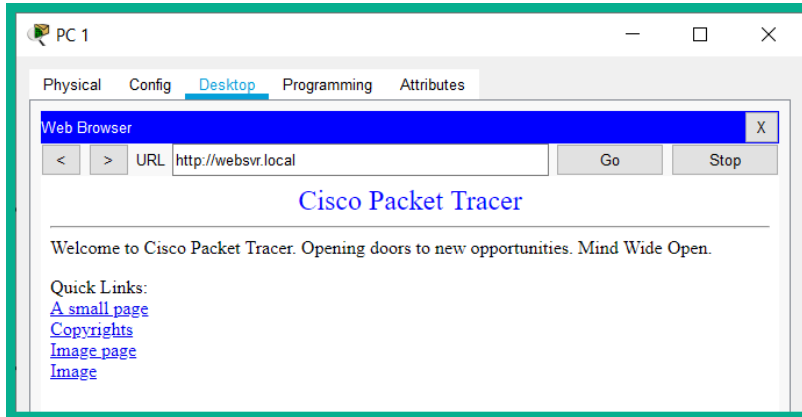 PC 1
Physical Config Desktop Programming Attributes
Web Browser X
< > URL http://websvr.local Go Stop
Cisco Packet Tracer
Welcome to Cisco Packet Tracer. Opening doors to new opportunities. Mind Wide Open.
Quick Links:
A small page
Copyrights
Image page
Image